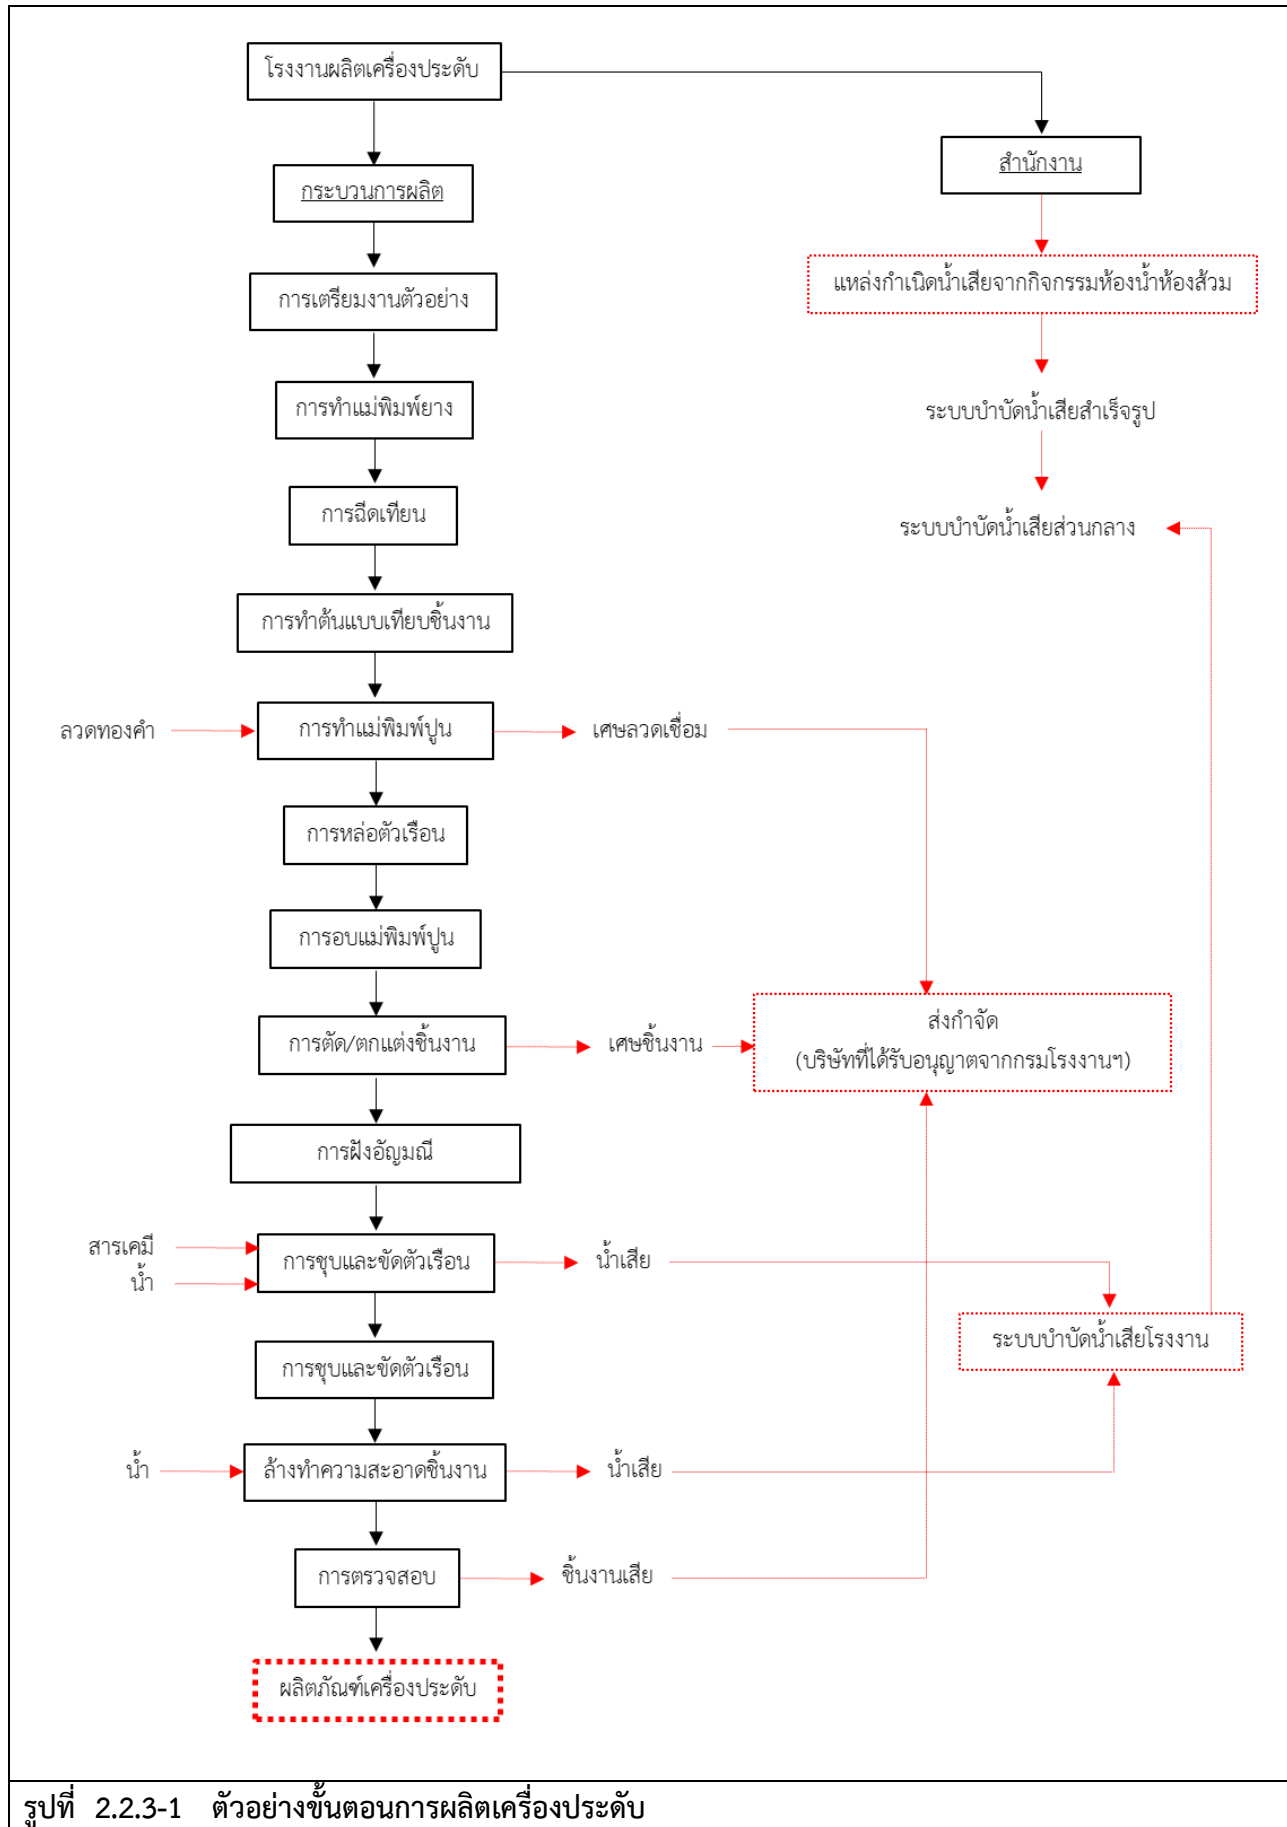 โรงงานผลิตเครื่องประดับ
สำนักงาน
กระบวนการผลิต
แหล่งกำเนิดน้ำเสียจากกิจกรรมห้องน้ำห้องส้วม
การเตรียมงานตัวอย่าง
การทำแม่พิมพ์ยาง
ระบบบำบัดน้ำเสียสำเร็จรูป
การฉีดเทียน
ระบบบำบัดน้ำเสียส่วนกลาง
การทำต้นแบบเทียบชิ้นงาน
ลวดทองคำ
การทำแม่พิมพ์ปูน
เศษลวดเชื่อม
การหล่อตัวเรือน
การอบแม่พิมพ์ปูน
ส่งกำจัด
(บริษัทที่ได้รับอนุญาตจากกรมโรงงานฯ)
การตัด/ตกแต่งชิ้นงาน
เศษชิ้นงาน
การฝังอัญมณี
สารเคมี
น้ำ
การชุบและขัดตัวเรือน
น้ำเสีย
ระบบบำบัดน้ำเสียโรงงาน
การชุบและขัดตัวเรือน
น้ำ
ล้างทำความสะอาดชิ้นงาน
น้ำเสีย
การตรวจสอบ
ชิ้นงานเสีย
ผลิตภัณฑ์เครื่องประดับ
รูปที่ 2.2.3-1 ตัวอย่างขั้นตอนการผลิตเครื่องประดับ